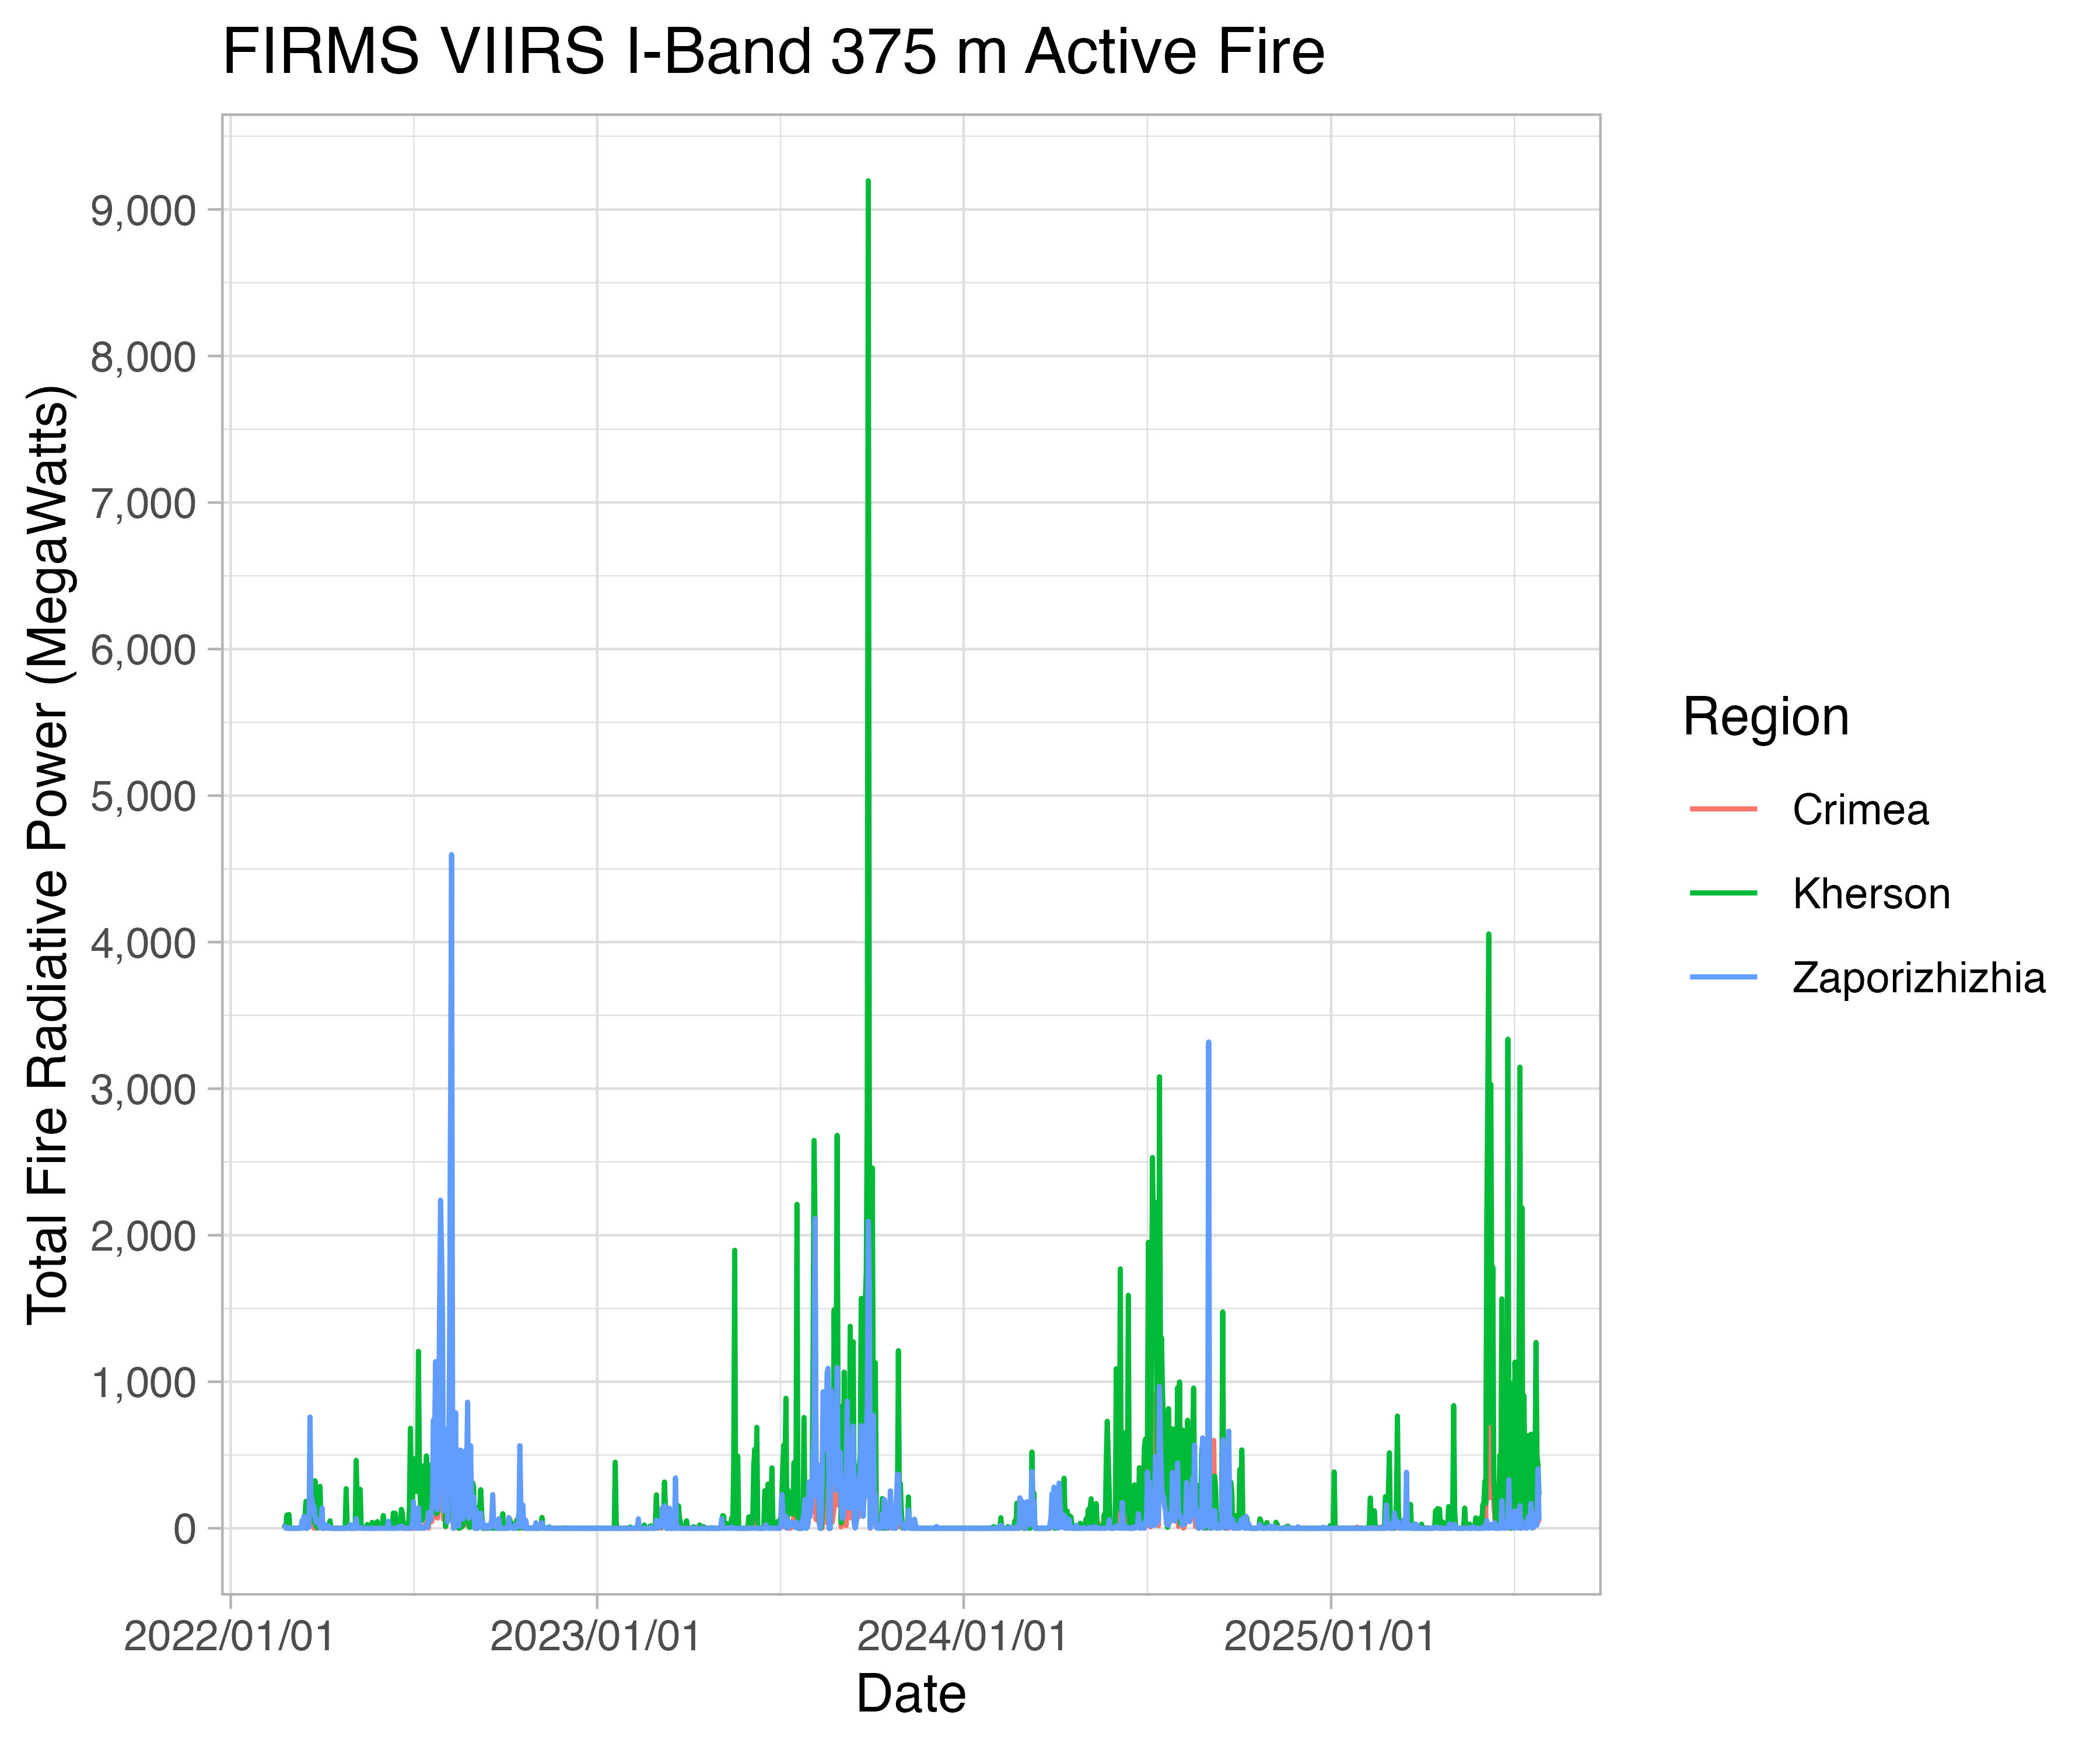 FIRMS VIIRS I-Band 375 m Active Fire
Total Fire Radiative Power (MegaWatts)
9,000
8,000
7,000
6,000
5,000
4,000
3,000
2,000
1,000
0
2022/01/01
2023/01/01
2024/01/01
2025/01/01
Date
Region
Crimea
Kherson
Zaporizhizhia